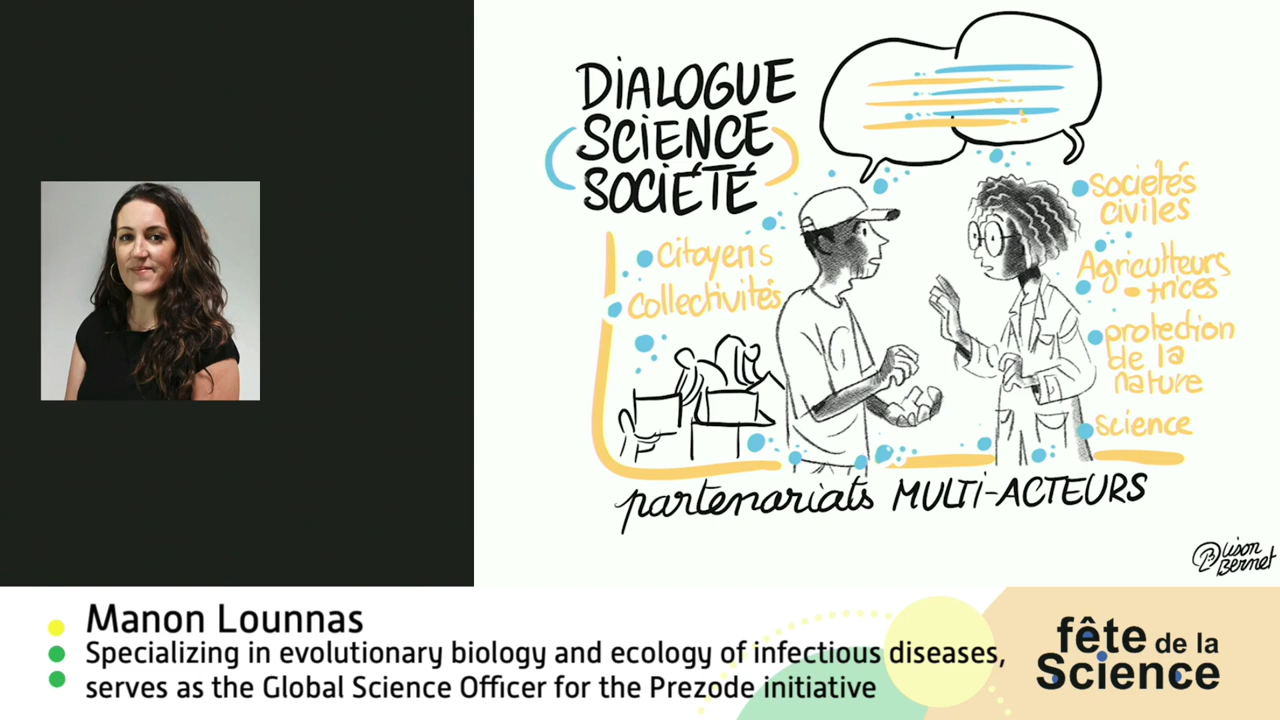 DIALOGUE
SCIENCE
SOCIÉTÉ
Citoyens
Collectivités
Sociétés
civiles
Agriculteurs
-trices
protection
de la
nature
science
partenariats MULTI-ACTEURS
Alison
Bernet
Manon Lounnas
Specializing in evolutionary biology and ecology of infectious diseases,
serves as the Global Science Officer for the Prezode initiative
fête de la
Science